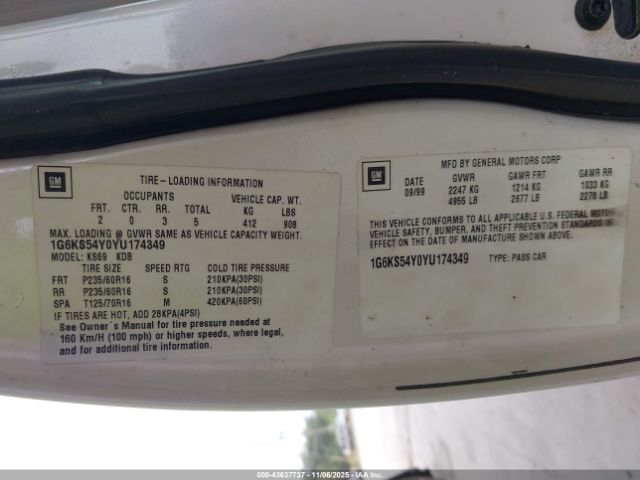 GM
TIRE-LOADING INFORMATION
OCCUPANTS VEHICLE CAP. WT.
FRT. CTR. RR. TOTAL KG LBS
2 0 3 5 412 908
MAX. LOADING @ GVWR SAME AS VEHICLE CAPACITY WEIGHT.
1G6KS54Y0YU174349
MODEL: KS69 KDB
TIRE SIZE SPEED RTG COLD TIRE PRESSURE
FRT P235/60R16 S 210KPA(30PSI)
RR P235/60R16 S 210KPA(30PSI)
SPA T125/70R16 M 420KPA(60PSI)
IF TIRES ARE HOT, ADD 28KPA(4PSI)
See Owner's Manual for tire pressure needed at
160 Km/H (100 mph) or higher speeds, where legal,
and for additional tire information.
GM
MFD BY GENERAL MOTORS CORP
DATE GVWR GAWR FRT GAWR RR
09/99 2247 KG 1214 KG 1033 KG
4955 LB 2677 LB 2278 LB
THIS VEHICLE CONFORMS TO ALL APPLICABLE U.S. FEDERAL MOTOR
VEHICLE SAFETY, BUMPER, AND THEFT PREVENTION STANDARDS
IN EFFECT ON THE DATE OF MANUFACTURE SHOWN ABOVE.
1G6KS54Y0YU174349 TYPE: PASS CAR
000-43637737 - 11/06/2025 - IAA Holdings, LLC.